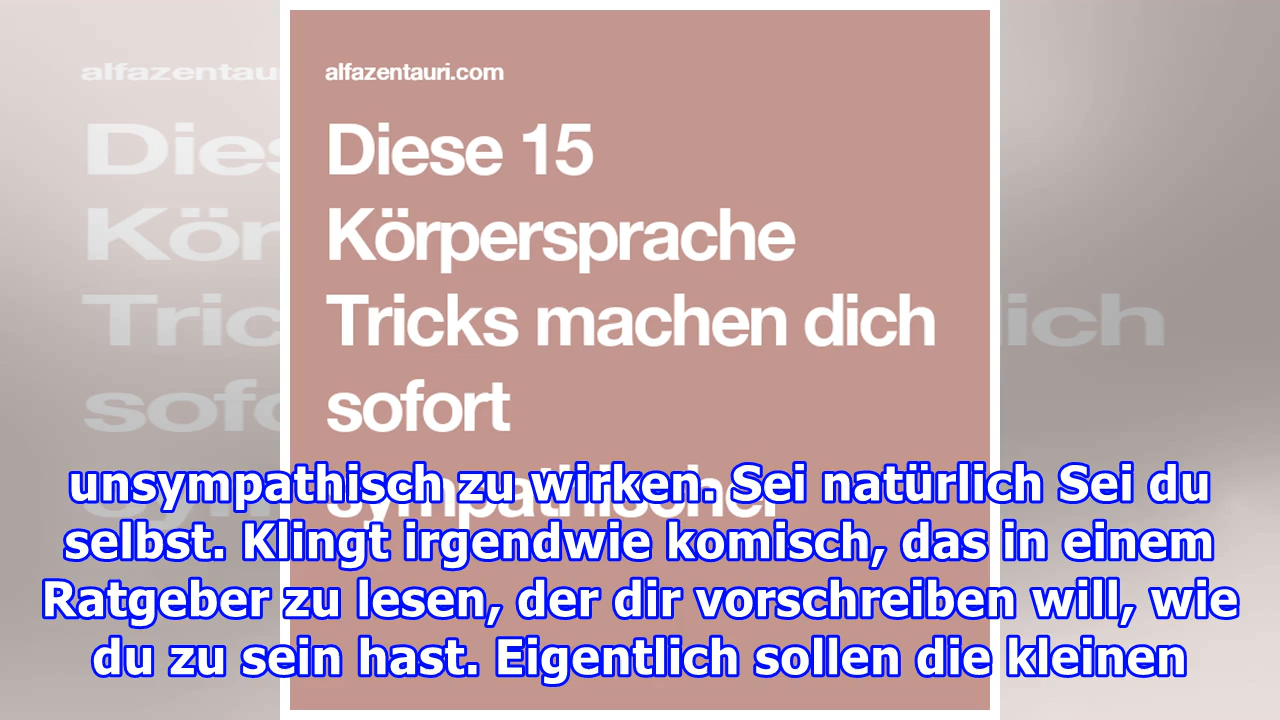 alfazentauri.com
Diese 15
Körpersprache
Tricks machen dich
sofort
sympathischer
unsympathisch zu wirken. Sei natürlich Sei du
selbst. Klingt irgendwie komisch, das in einem
Ratgeber zu lesen, der dir vorschreiben will, wie
du zu sein hast. Eigentlich sollen die kleinen